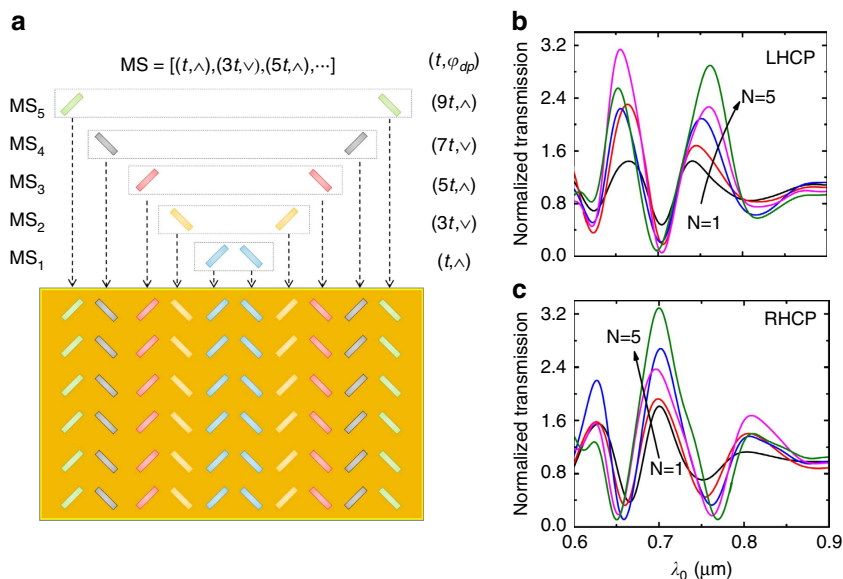 a
MS = [(t,∧),(3t,∨),(5t,∧),···]
(t,φdp)
MS5
(9t,∧)
MS4
(7t,∨)
MS3
(5t,∧)
MS2
(3t,∨)
MS1
(t,∧)
b
Normalized transmission
3.2
2.4
1.6
0.8
0.0
LHCP
N=5
N=1
c
Normalized transmission
3.2
2.4
1.6
0.8
0.0
RHCP
N=5
N=1
0.6
0.7
0.8
0.9
λ0 (μm)